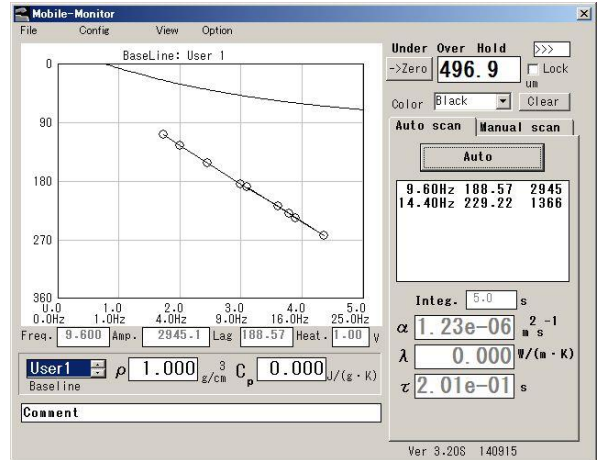 Mobile-Monitor
File Config View Option
BaseLine: User 1
0
90
180
270
360
0.0 1.0 2.0 3.0 4.0 5.0
0.0Hz 1.0Hz 4.0Hz 9.0Hz 16.0Hz 25.0Hz
Freq. 9.600 Amp. 2945.1 Lag 188.57 Heat. 1.00 V
User1 ρ 1.000 g/cm³ Cp 0.000 J/(g·K)
Baseline
Comment
Under Over Hold >>>
->Zero 496.9 Lock
um
Color Black Clear
Auto scan Manual scan
Auto
9.60Hz 188.57 2945
14.40Hz 229.22 1366
Integ. 5.0 s
α 1.23e-06 m²s⁻¹
λ 0.000 W/(m·K)
τ 2.01e-01 s
Ver 3.20S 140915